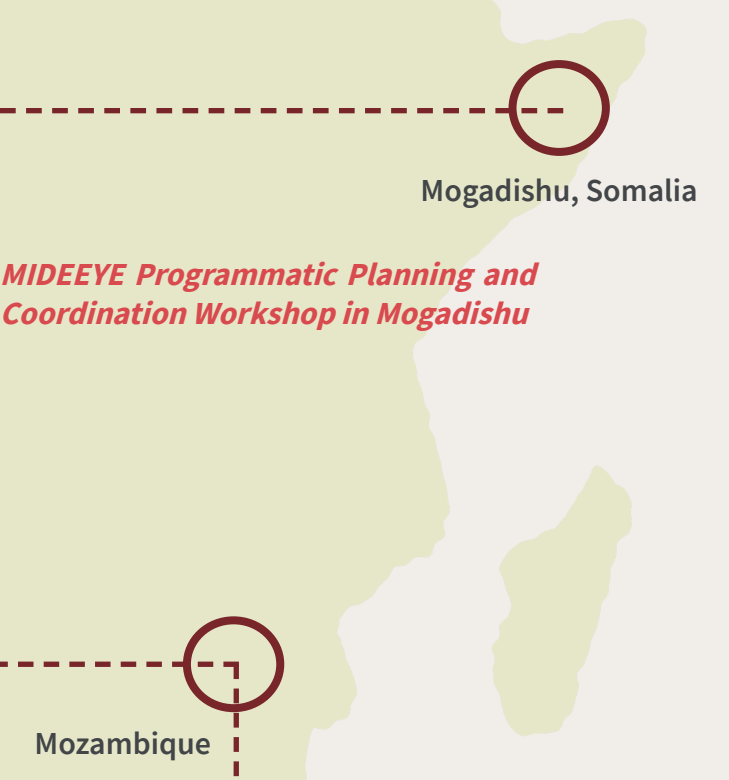 Mogadishu, Somalia
MIDEEYE Programmatic Planning and
Coordination Workshop in Mogadishu
Mozambique